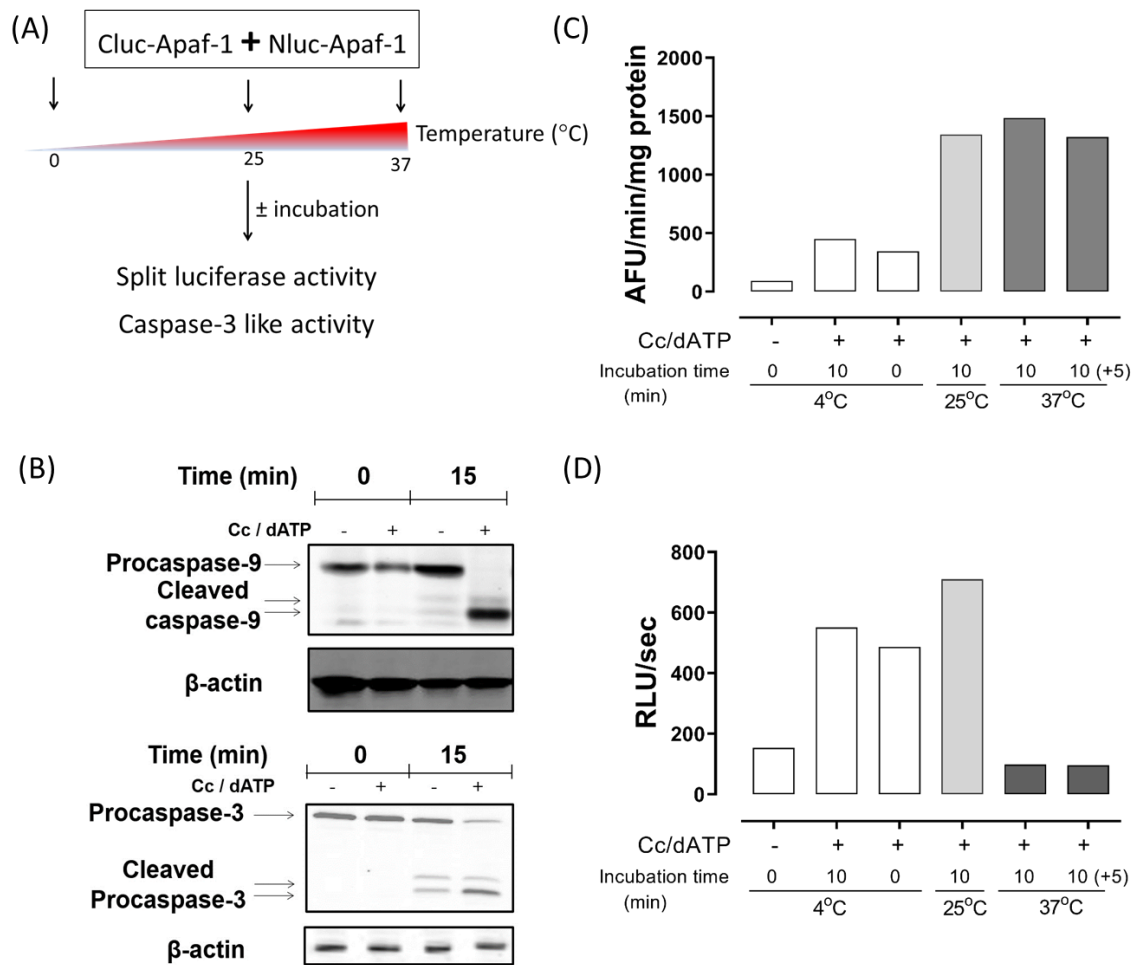 (A)
Cluc-Apaf-1 + Nluc-Apaf-1
Temperature (°C)
0 25 37
± incubation
Split luciferase activity
Caspase-3 like activity
(B)
Time (min) 0 15
Cc / dATP - + - +
Procaspase-9
Cleaved
caspase-9
β-actin
Time (min) 0 15
Cc / dATP - + - +
Procaspase-3
Cleaved
Procaspase-3
β-actin
(C)
AFU/min/mg protein
2000
1500
1000
500
0
Cc/dATP - + + + + +
Incubation time 0 10 0 10 10 10 (+5)
(min) 4°C 25°C 37°C
(D)
RLU/sec
800
600
400
200
0
Cc/dATP - + + + + +
Incubation time 0 10 0 10 10 10 (+5)
(min) 4°C 25°C 37°C